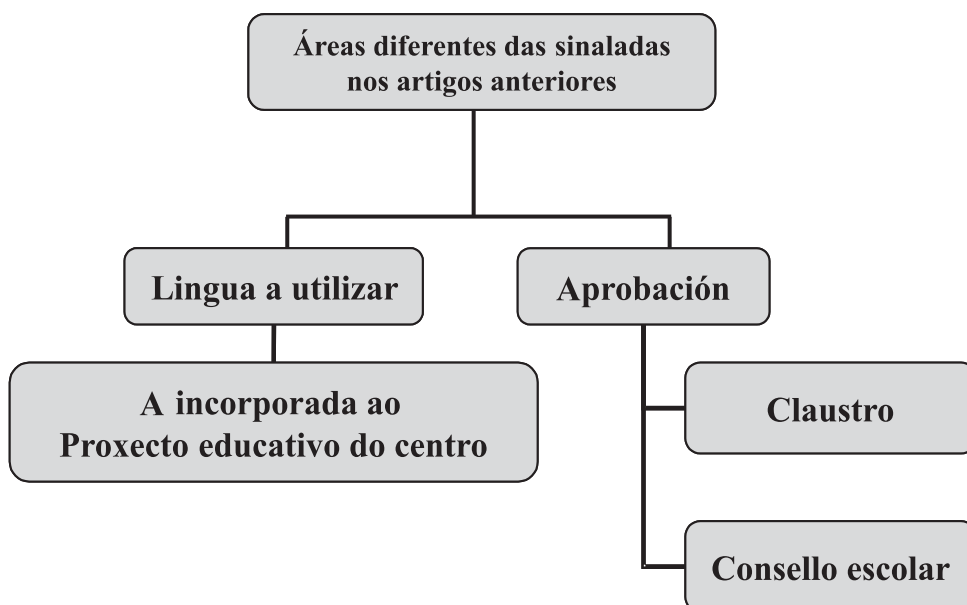 Áreas diferentes das sinaladas
nos artigos anteriores
Lingua a utilizar
Aprobación
A incorporada ao
Proxecto educativo do centro
Claustro
Consello escolar